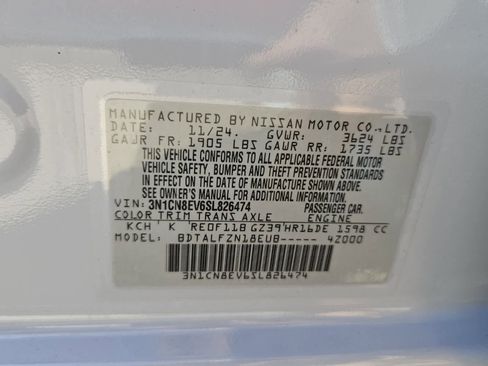 MANUFACTURED BY NISSAN MOTOR CO.,LTD.
DATE: 11/24. GVWR: 3624 LBS
GAWR FR: 1905 LBS GAWR RR: 1735 LBS
THIS VEHICLE CONFORMS TO ALL APPLICABLE FEDERAL MOTOR
VEHICLE SAFETY, BUMPER AND THEFT PREVENTION STANDARDS
IN EFFECT ON THE DATE OF MANUFACTURE SHOWN ABOVE.
SEE OWNER'S MANUAL FOR ADDITIONAL INFORMATION.
VIN: 3N1CN8EV6SL826474 PASSENGER CAR.
COLOR TRIM TRANS AXLE ENGINE
KCH K RE0F11B GZ39 HR16DE 1598 CC
MODEL: BDTALFZN18EUB----- 4Z000
3N1CN8EV6SL826474